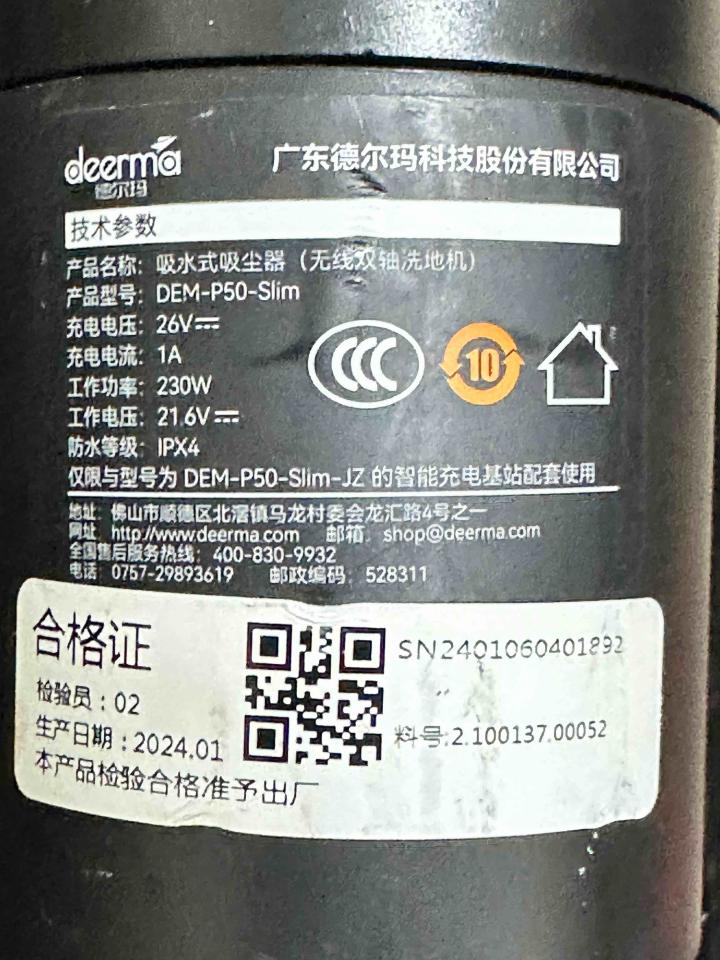 deerma
德尔玛
广东德尔玛科技股份有限公司
技术参数
产品名称：吸水式吸尘器（无线双轴洗地机）
产品型号：DEM-P50-Slim
充电电压：26V⎓
充电电流：1A
工作功率：230W
工作电压：21.6V⎓
防水等级：IPX4
CCC
10
仅限与型号为 DEM-P50-Slim-JZ 的智能充电基站配套使用
地址：佛山市顺德区北滘镇马龙村委会龙汇路4号之一
网址：http://www.deerma.com 邮箱：shop@deerma.com
全国售后服务热线：400-830-9932
电话：0757-29893619 邮政编码：528311
合格证
检验员：02
生产日期：2024.01
本产品检验合格准予出厂
SN2401060401892
料号:2.100137.00052